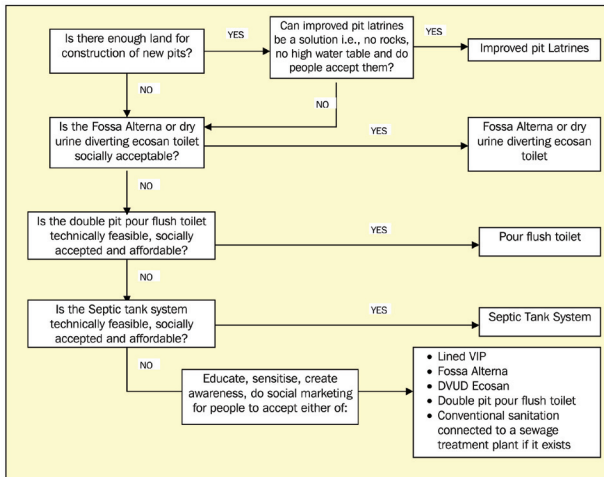 Is there enough land for
construction of new pits?
YES
Can improved pit latrines
be a solution i.e., no rocks,
no high water table and do
people accept them?
YES
Improved pit Latrines
NO
NO
Is the Fossa Alterna or dry
urine diverting ecosan toilet
socially acceptable?
YES
Fossa Alterna or dry
urine diverting ecosan
toilet
NO
Is the double pit pour flush toilet
technically feasible, socially
accepted and affordable?
YES
Pour flush toilet
NO
Is the Septic tank system
technically feasible, socially
accepted and affordable?
YES
Septic Tank System
NO
Educate, sensitise, create
awareness, do social marketing
for people to accept either of:
• Lined VIP
• Fossa Alterna
• DVUD Ecosan
• Double pit pour flush toilet
• Conventional sanitation
connected to a sewage
treatment plant if it exists